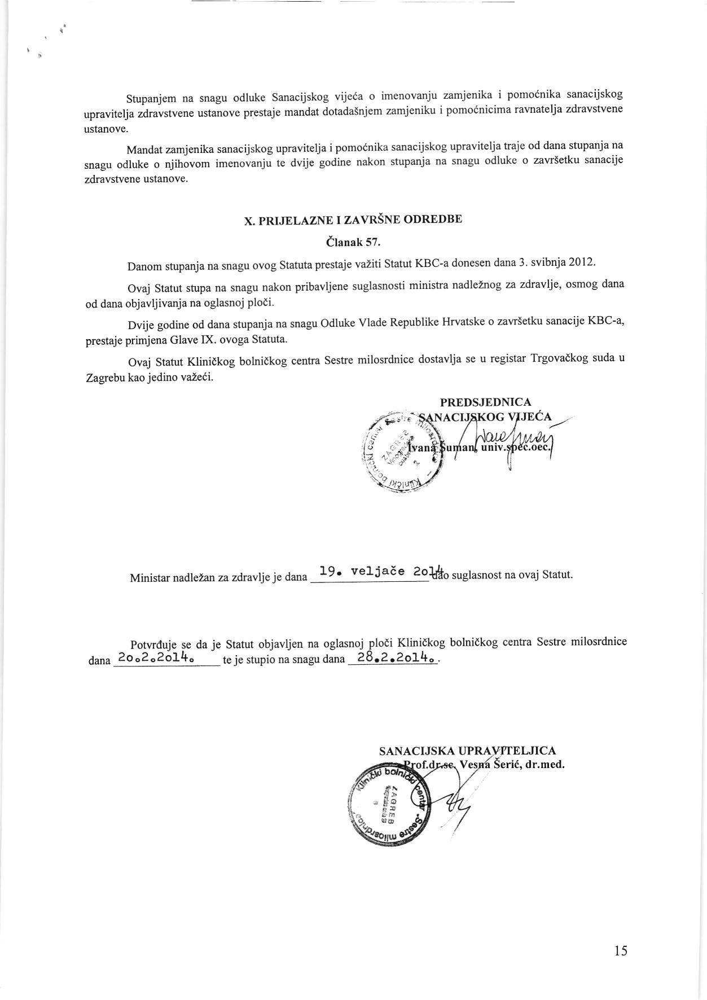 Stupanjem na snagu odluke Sanacijskog vijeća o imenovanju zamjenika i pomoćnika sanacijskog
upravitelja zdravstvene ustanove prestaje mandat dotadašnjem zamjeniku i pomoćnicima ravnatelja zdravstvene
ustanove.
Mandat zamjenika sanacijskog upravitelja i pomoćnika sanacijskog upravitelja traje od dana stupanja na
snagu odluke o njihovom imenovanju te dvije godine nakon stupanja na snagu odluke o završetku sanacije
zdravstvene ustanove.
X. PRIJELAZNE I ZAVRŠNE ODREDBE
Članak 57.
Danom stupanja na snagu ovog Statuta prestaje važiti Statut KBC-a donesen dana 3. svibnja 2012.
Ovaj Statut stupa na snagu nakon pribavljene suglasnosti ministra nadležnog za zdravlje, osmog dana
od dana objavljivanja na oglasnoj ploči.
Dvije godine od dana stupanja na snagu Odluke Vlade Republike Hrvatske o završetku sanacije KBC-a,
prestaje primjena Glave IX. ovoga Statuta.
Ovaj Statut Kliničkog bolničkog centra Sestre milosrdnice dostavlja se u registar Trgovačkog suda u
Zagrebu kao jedino važeći.
PREDSJEDNICA
SANACIJSKOG VIJEĆA
Ivana Šuman, univ.spec.oec.
Klinički bolnički centar Sestre milosrdnice –
ZAGREB
Vinogradska
cesta
2
Ministar nadležan za zdravlje je dana 19. veljače 2014 dao suglasnost na ovaj Statut.
Potvrđuje se da je Statut objavljen na oglasnoj ploči Kliničkog bolničkog centra Sestre milosrdnice
dana 20.2.2014. te je stupio na snagu dana 28.2.2014. .
SANACIJSKA UPRAVITELJICA
Prof.dr.sc. Vesna Šerić, dr.med.
Klinički bolnički centar „Sestre milosrdnice“
ZAGREB
15